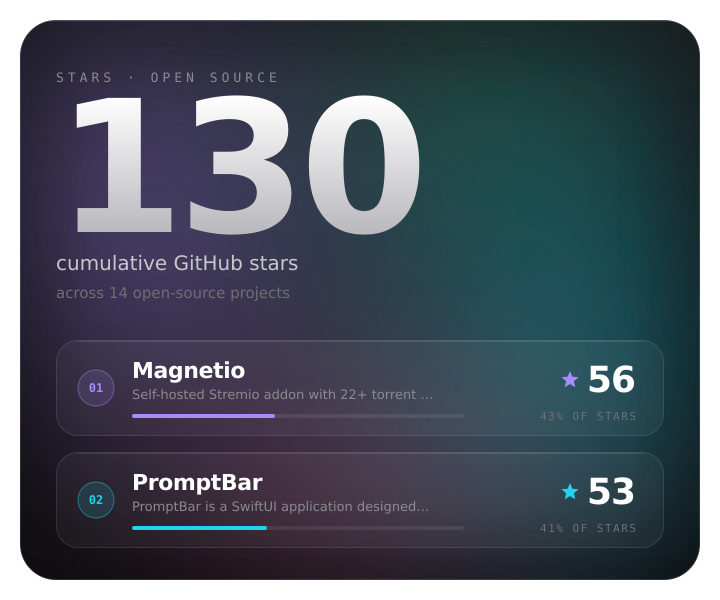 STARS · OPEN SOURCE
130
cumulative GitHub stars
across 14 open-source projects
01
Magnetio
Self-hosted Stremio addon with 22+ torrent ...
★ 56
43% OF STARS
02
PromptBar
PromptBar is a SwiftUI application designed...
★ 53
41% OF STARS